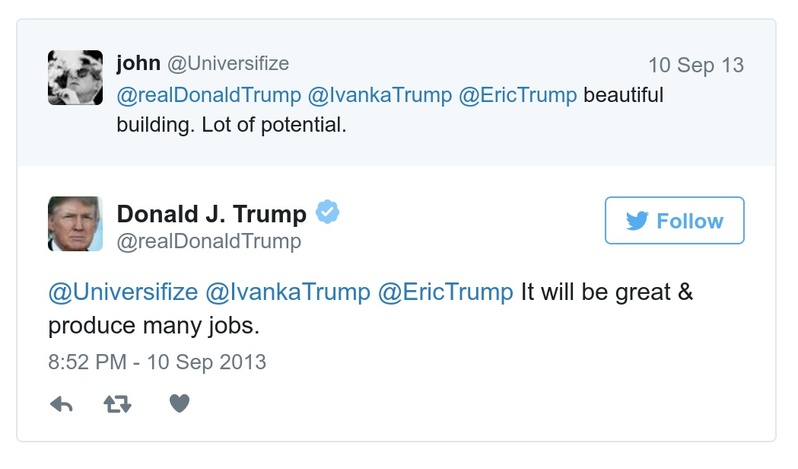 john @Universifize 10 Sep 13
@realDonaldTrump @IvankaTrump @EricTrump beautiful
building. Lot of potential.
Donald J. Trump
@realDonaldTrump
Follow
@Universifize @IvankaTrump @EricTrump It will be great &
produce many jobs.
8:52 PM - 10 Sep 2013